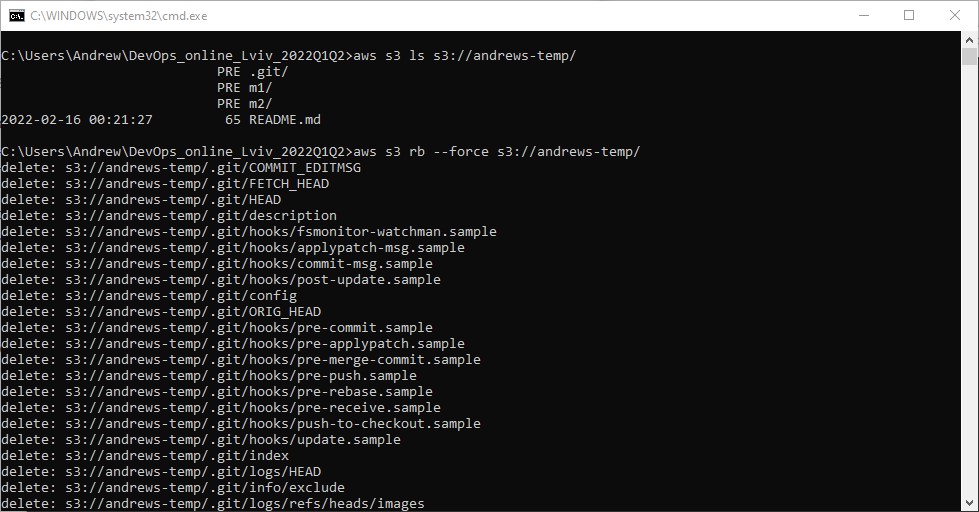 C:\WINDOWS\system32\cmd.exe
C:\Users\Andrew\DevOps_online_Lviv_2022Q1Q2>aws s3 ls s3://andrews-temp/
                           PRE .git/
                           PRE m1/
                           PRE m2/
2022-02-16 00:21:27         65 README.md
C:\Users\Andrew\DevOps_online_Lviv_2022Q1Q2>aws s3 rb --force s3://andrews-temp/
delete: s3://andrews-temp/.git/COMMIT_EDITMSG
delete: s3://andrews-temp/.git/FETCH_HEAD
delete: s3://andrews-temp/.git/HEAD
delete: s3://andrews-temp/.git/description
delete: s3://andrews-temp/.git/hooks/fsmonitor-watchman.sample
delete: s3://andrews-temp/.git/hooks/applypatch-msg.sample
delete: s3://andrews-temp/.git/hooks/commit-msg.sample
delete: s3://andrews-temp/.git/hooks/post-update.sample
delete: s3://andrews-temp/.git/config
delete: s3://andrews-temp/.git/ORIG_HEAD
delete: s3://andrews-temp/.git/hooks/pre-commit.sample
delete: s3://andrews-temp/.git/hooks/pre-applypatch.sample
delete: s3://andrews-temp/.git/hooks/pre-merge-commit.sample
delete: s3://andrews-temp/.git/hooks/pre-push.sample
delete: s3://andrews-temp/.git/hooks/pre-rebase.sample
delete: s3://andrews-temp/.git/hooks/pre-receive.sample
delete: s3://andrews-temp/.git/hooks/push-to-checkout.sample
delete: s3://andrews-temp/.git/hooks/update.sample
delete: s3://andrews-temp/.git/index
delete: s3://andrews-temp/.git/logs/HEAD
delete: s3://andrews-temp/.git/info/exclude
delete: s3://andrews-temp/.git/logs/refs/heads/images